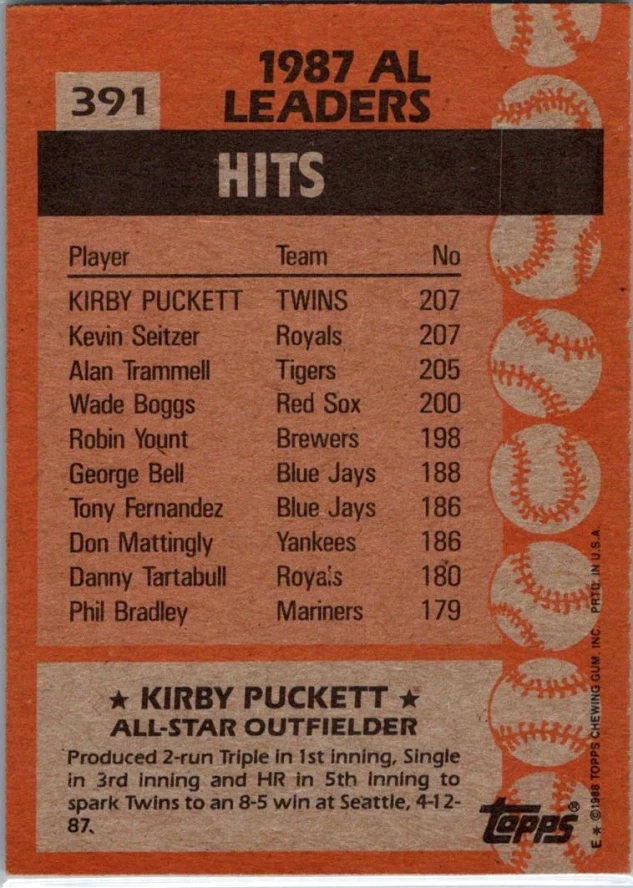 391
1987 AL
LEADERS
HITS
Player Team No
KIRBY PUCKETT TWINS 207
Kevin Seitzer Royals 207
Alan Trammell Tigers 205
Wade Boggs Red Sox 200
Robin Yount Brewers 198
George Bell Blue Jays 188
Tony Fernandez Blue Jays 186
Don Mattingly Yankees 186
Danny Tartabull Royals 180
Phil Bradley Mariners 179
★ KIRBY PUCKETT ★
ALL-STAR OUTFIELDER
Produced 2-run Triple in 1st inning, Single
in 3rd inning and HR in 5th inning to
spark Twins to an 8-5 win at Seattle, 4-12-
87.
topps®
E ★ ©1988 TOPPS CHEWING GUM, INC. PRTD. IN U.S.A.